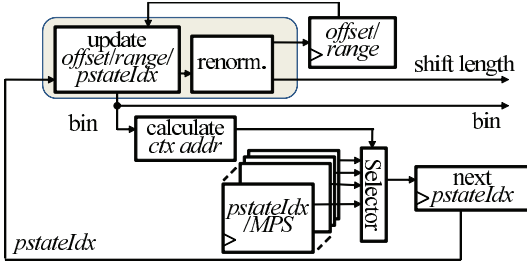 update
offset/range/
pstateIdx
renorm.
offset/
range
shift length
bin
bin
calculate
ctx addr
Selector
pstateIdx
/MPS
next
pstateIdx
pstateIdx